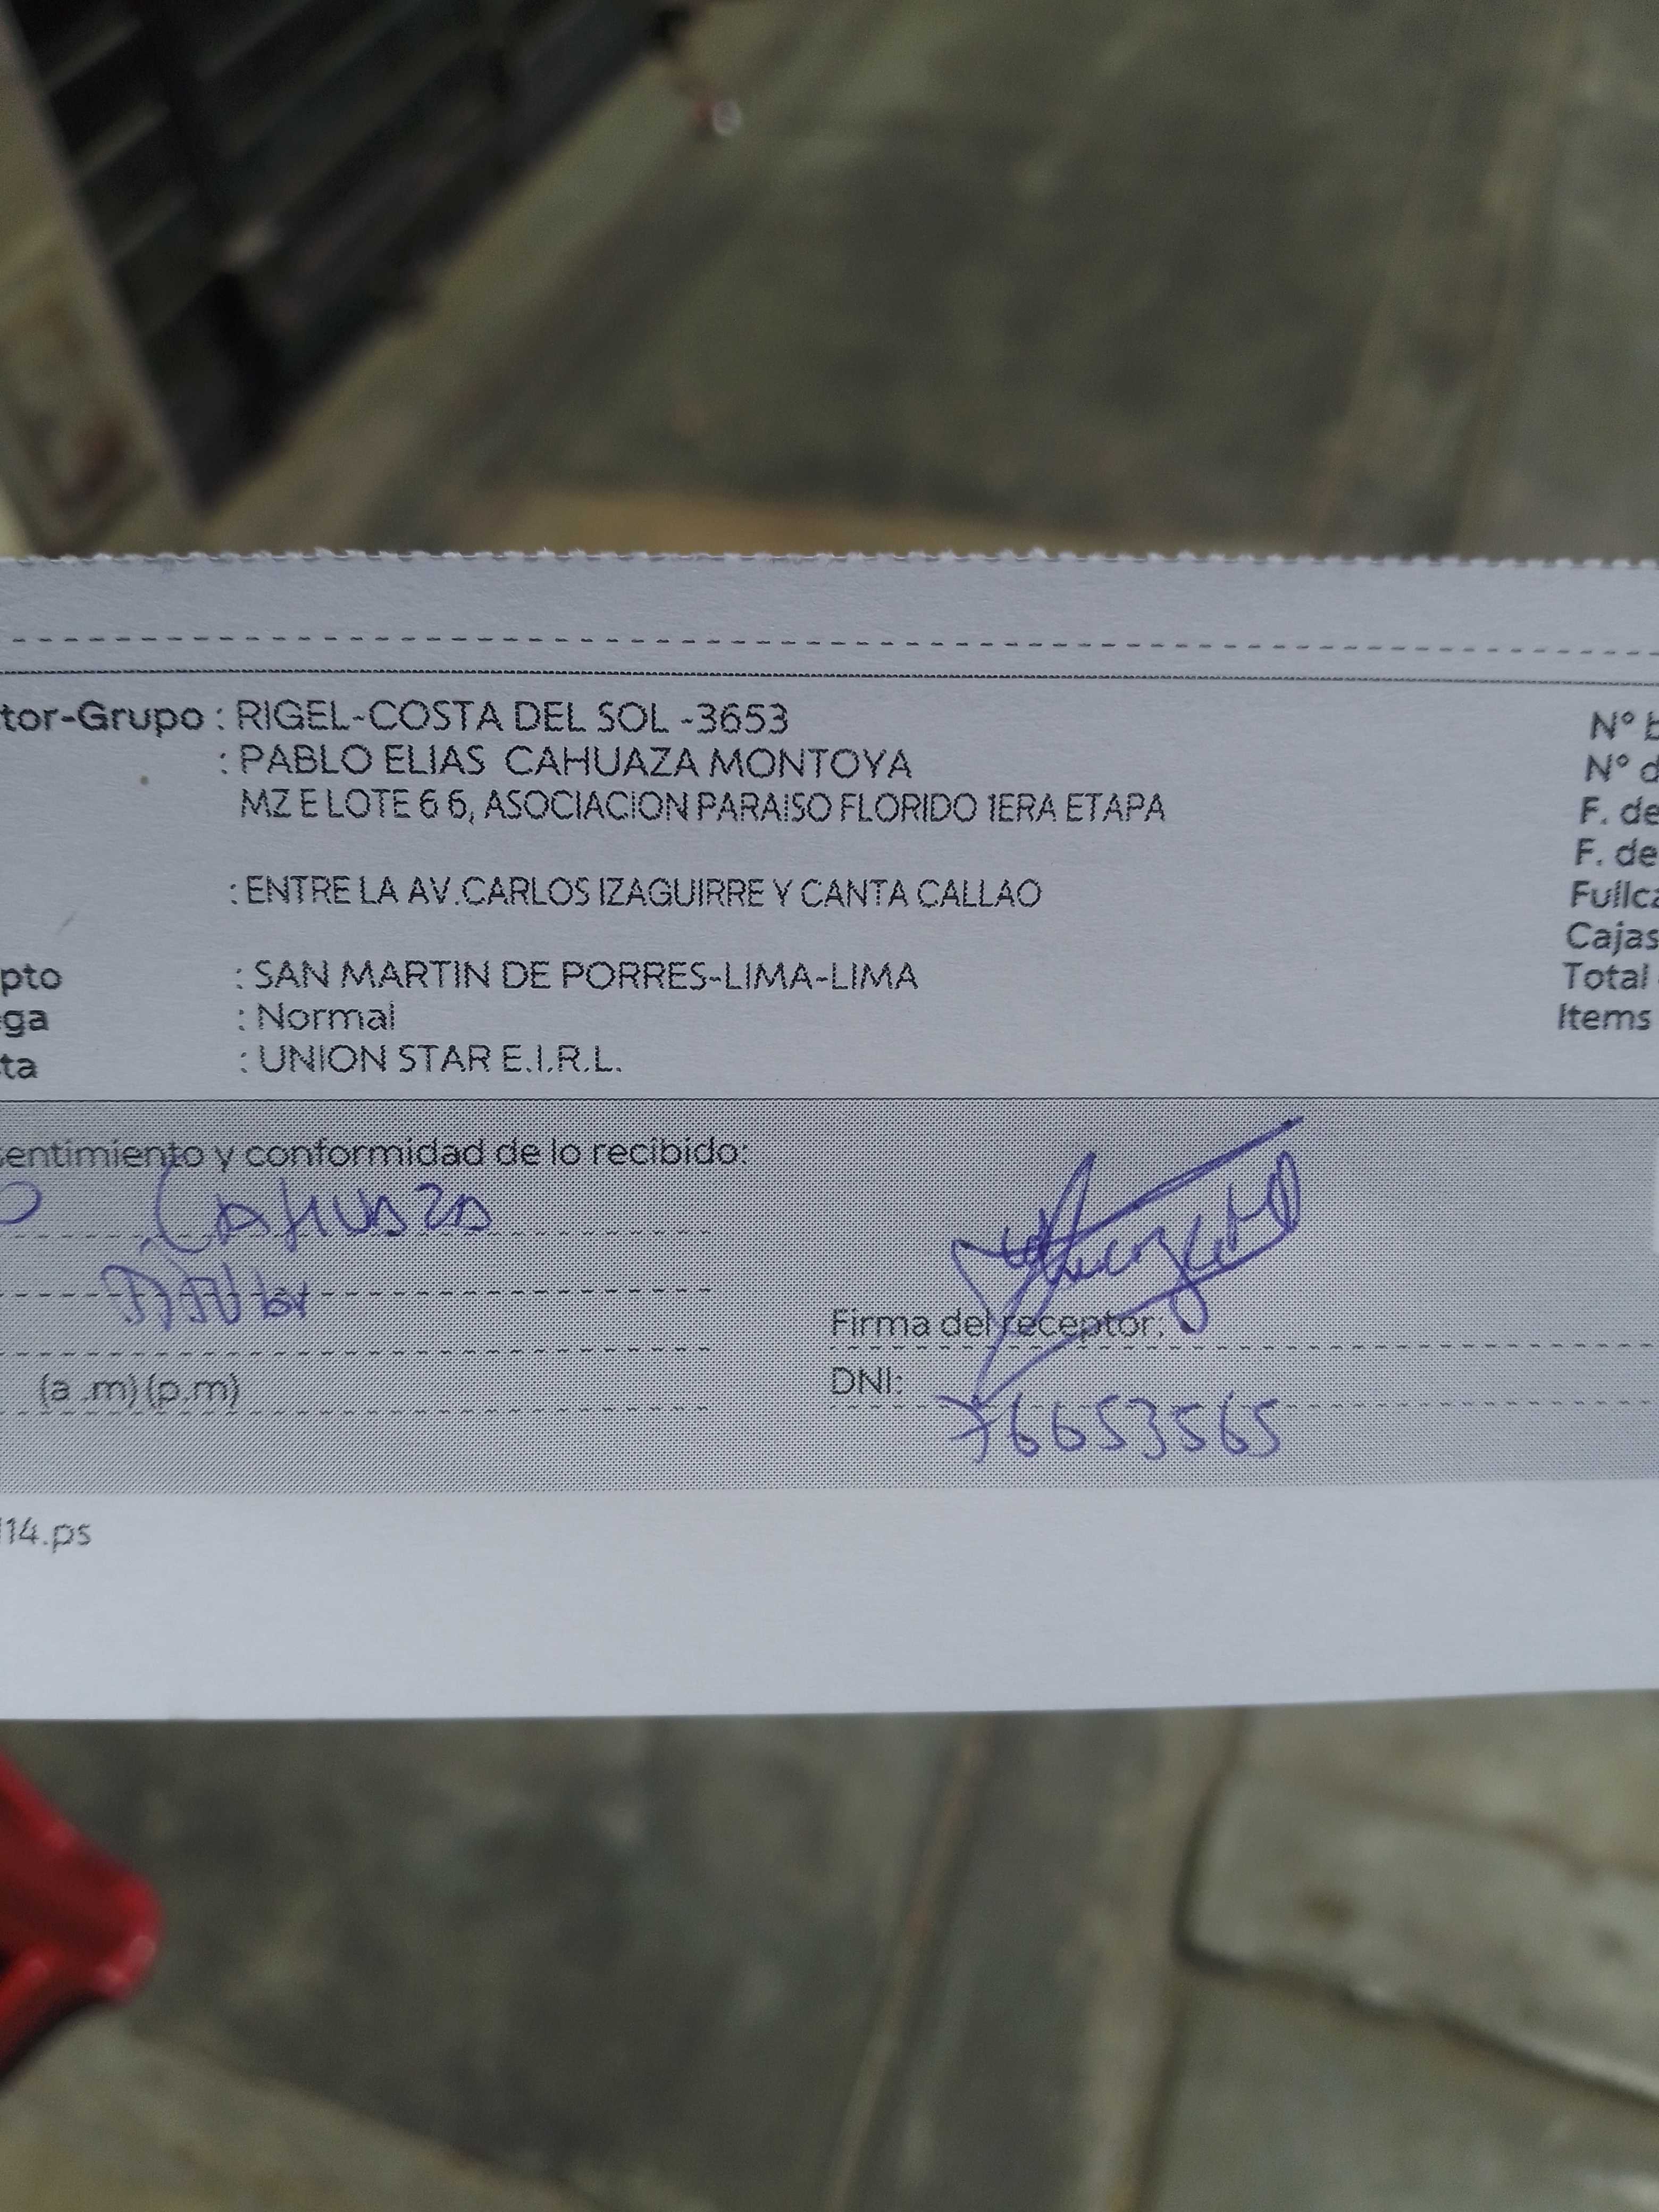 tor-Grupo : RIGEL-COSTA DEL SOL -3653
: PABLO ELIAS CAHUAZA MONTOYA
MZ E LOTE 6 6, ASOCIACION PARAISO FLORIDO 1ERA ETAPA
: ENTRE LA AV.CARLOS IZAGUIRRE Y CANTA CALLAO
pto : SAN MARTIN DE PORRES-LIMA-LIMA
ga : Normal
ta : UNION STAR E.I.R.L.
N° b
N° d
F. de
F. de
Fullca
Cajas
Total
Items
sentimiento y conformidad de lo recibido:
o CAHUAZA
(a .m) (p.m)
Firma del receptor:
DNI:
76653565
114.ps